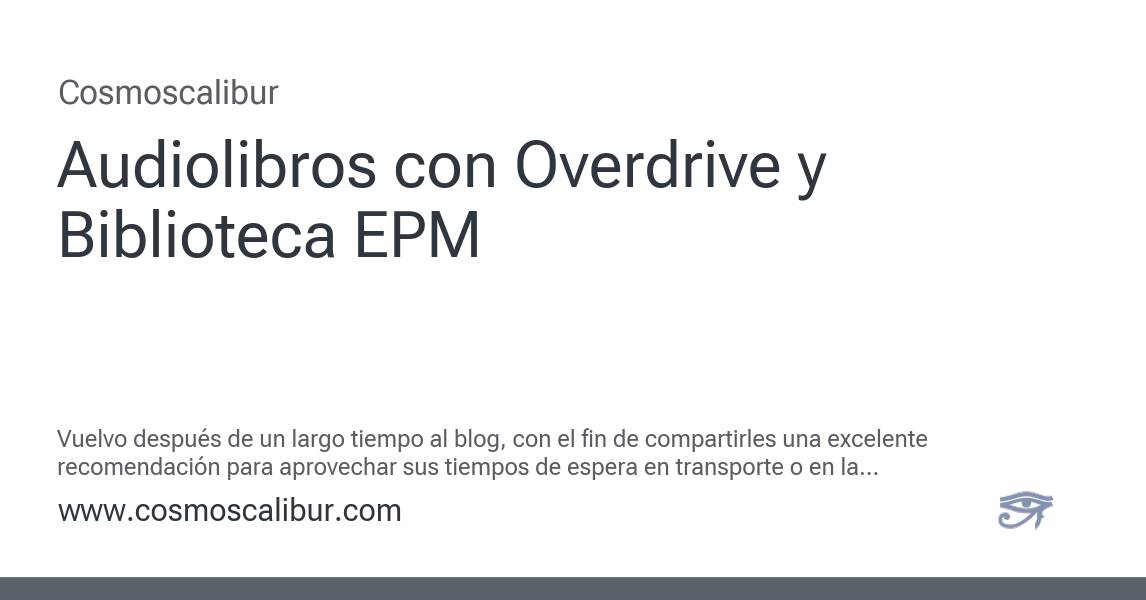 Cosmoscalibur
Audiolibros con Overdrive y
Biblioteca EPM
Vuelvo después de un largo tiempo al blog, con el fin de compartirles una excelente
recomendación para aprovechar sus tiempos de espera en transporte o en la...
www.cosmoscalibur.com